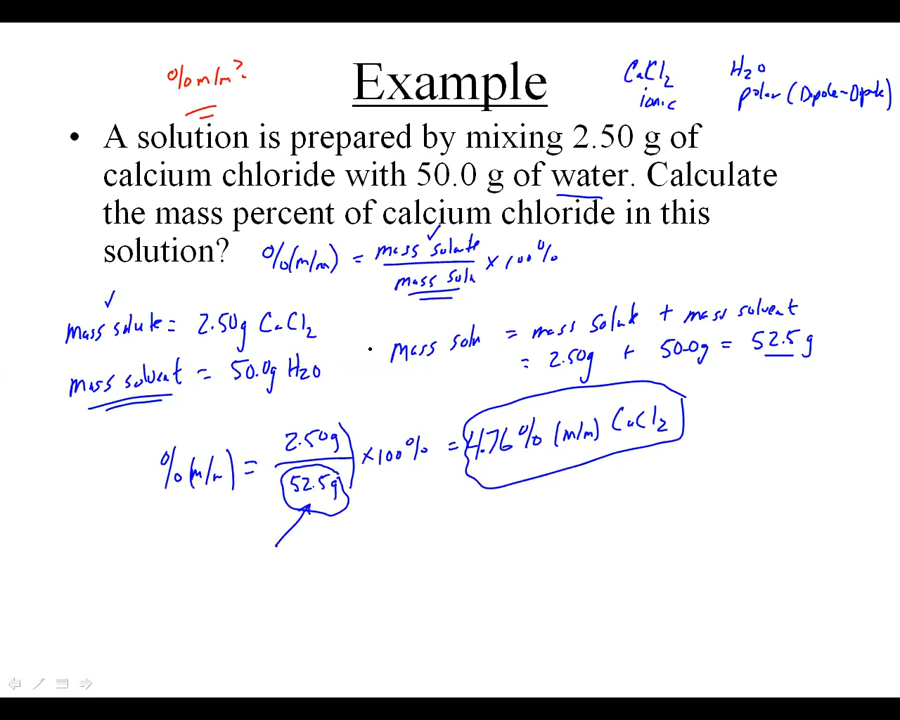 %m/m?
Example
CaCl2
ionic
H2O
polar (Dipole-Dipole)
• A solution is prepared by mixing 2.50 g of
calcium chloride with 50.0 g of water. Calculate
the mass percent of calcium chloride in this
solution?
%(m/m) = mass solute / mass soln × 100%
✓
mass solute = 2.50g CaCl2
mass solvent = 50.0g H2O
mass soln = mass solute + mass solvent
= 2.50g + 50.0g = 52.5 g
%(m/m) = 2.50g / 52.5g) × 100% = 4.76% (m/m) CaCl2